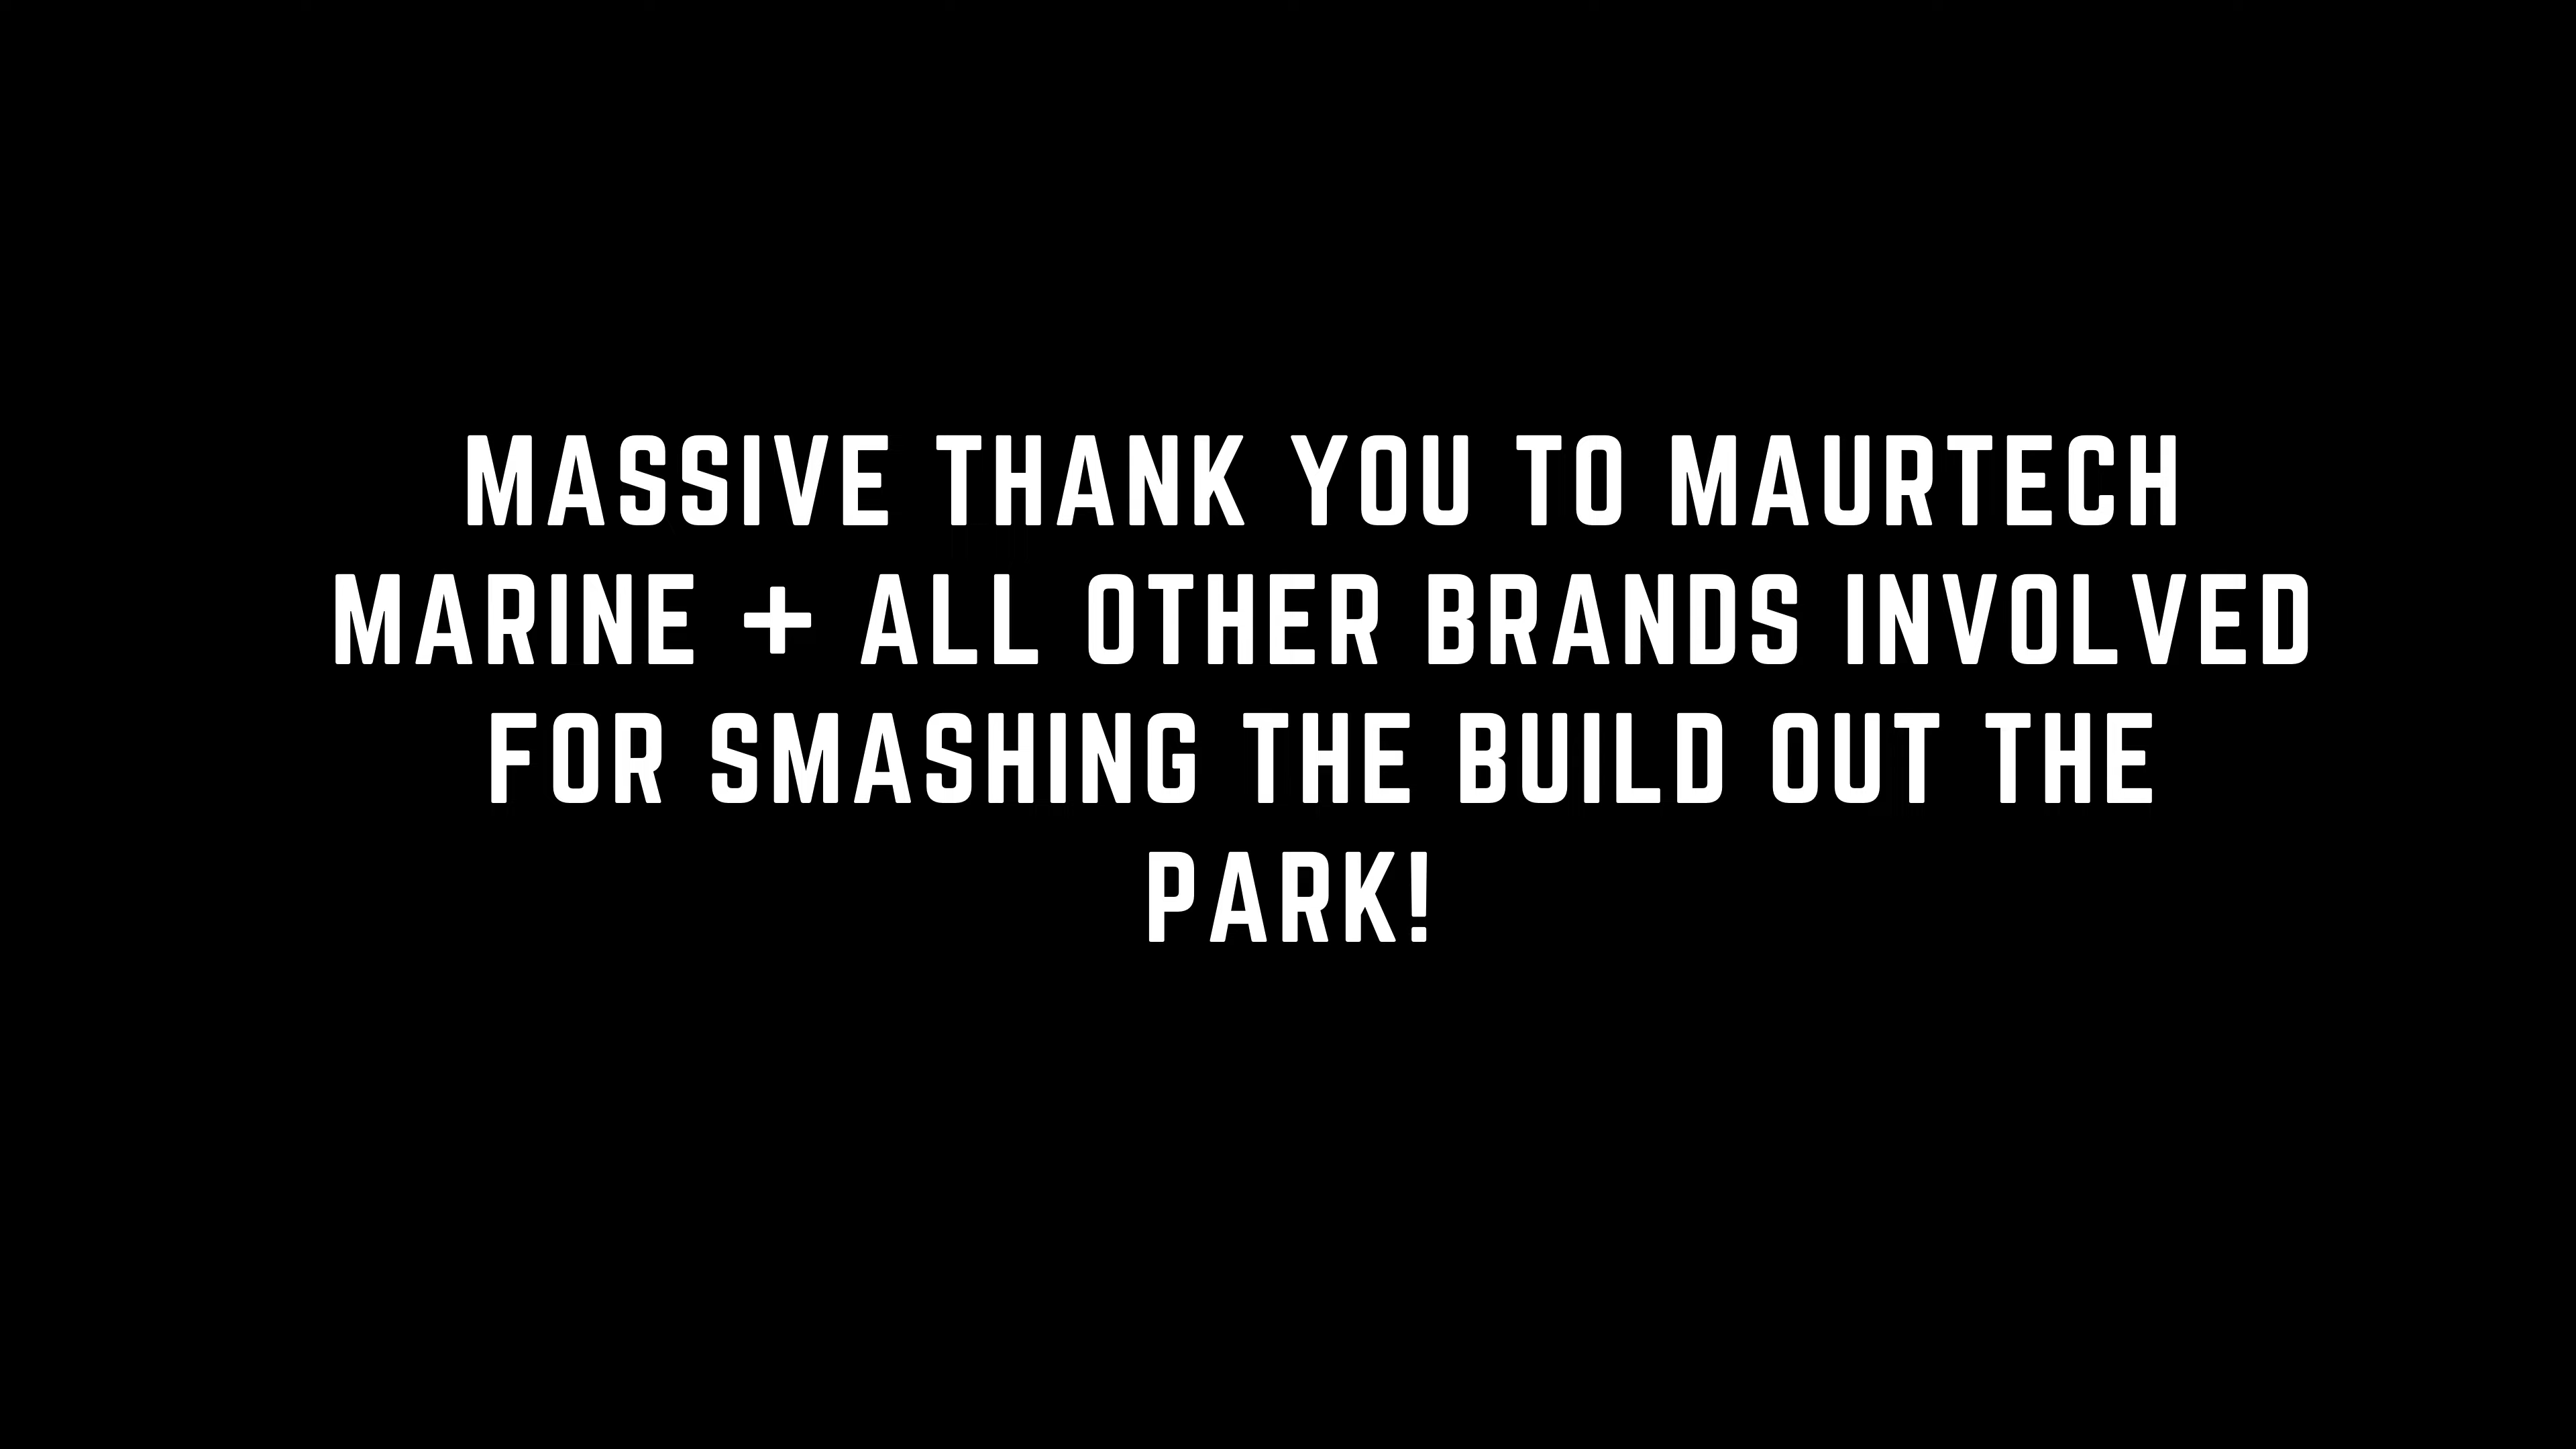 MASSIVE THANK YOU TO MAURTECH
MARINE + ALL OTHER BRANDS INVOLVED
FOR SMASHING THE BUILD OUT THE
PARK!